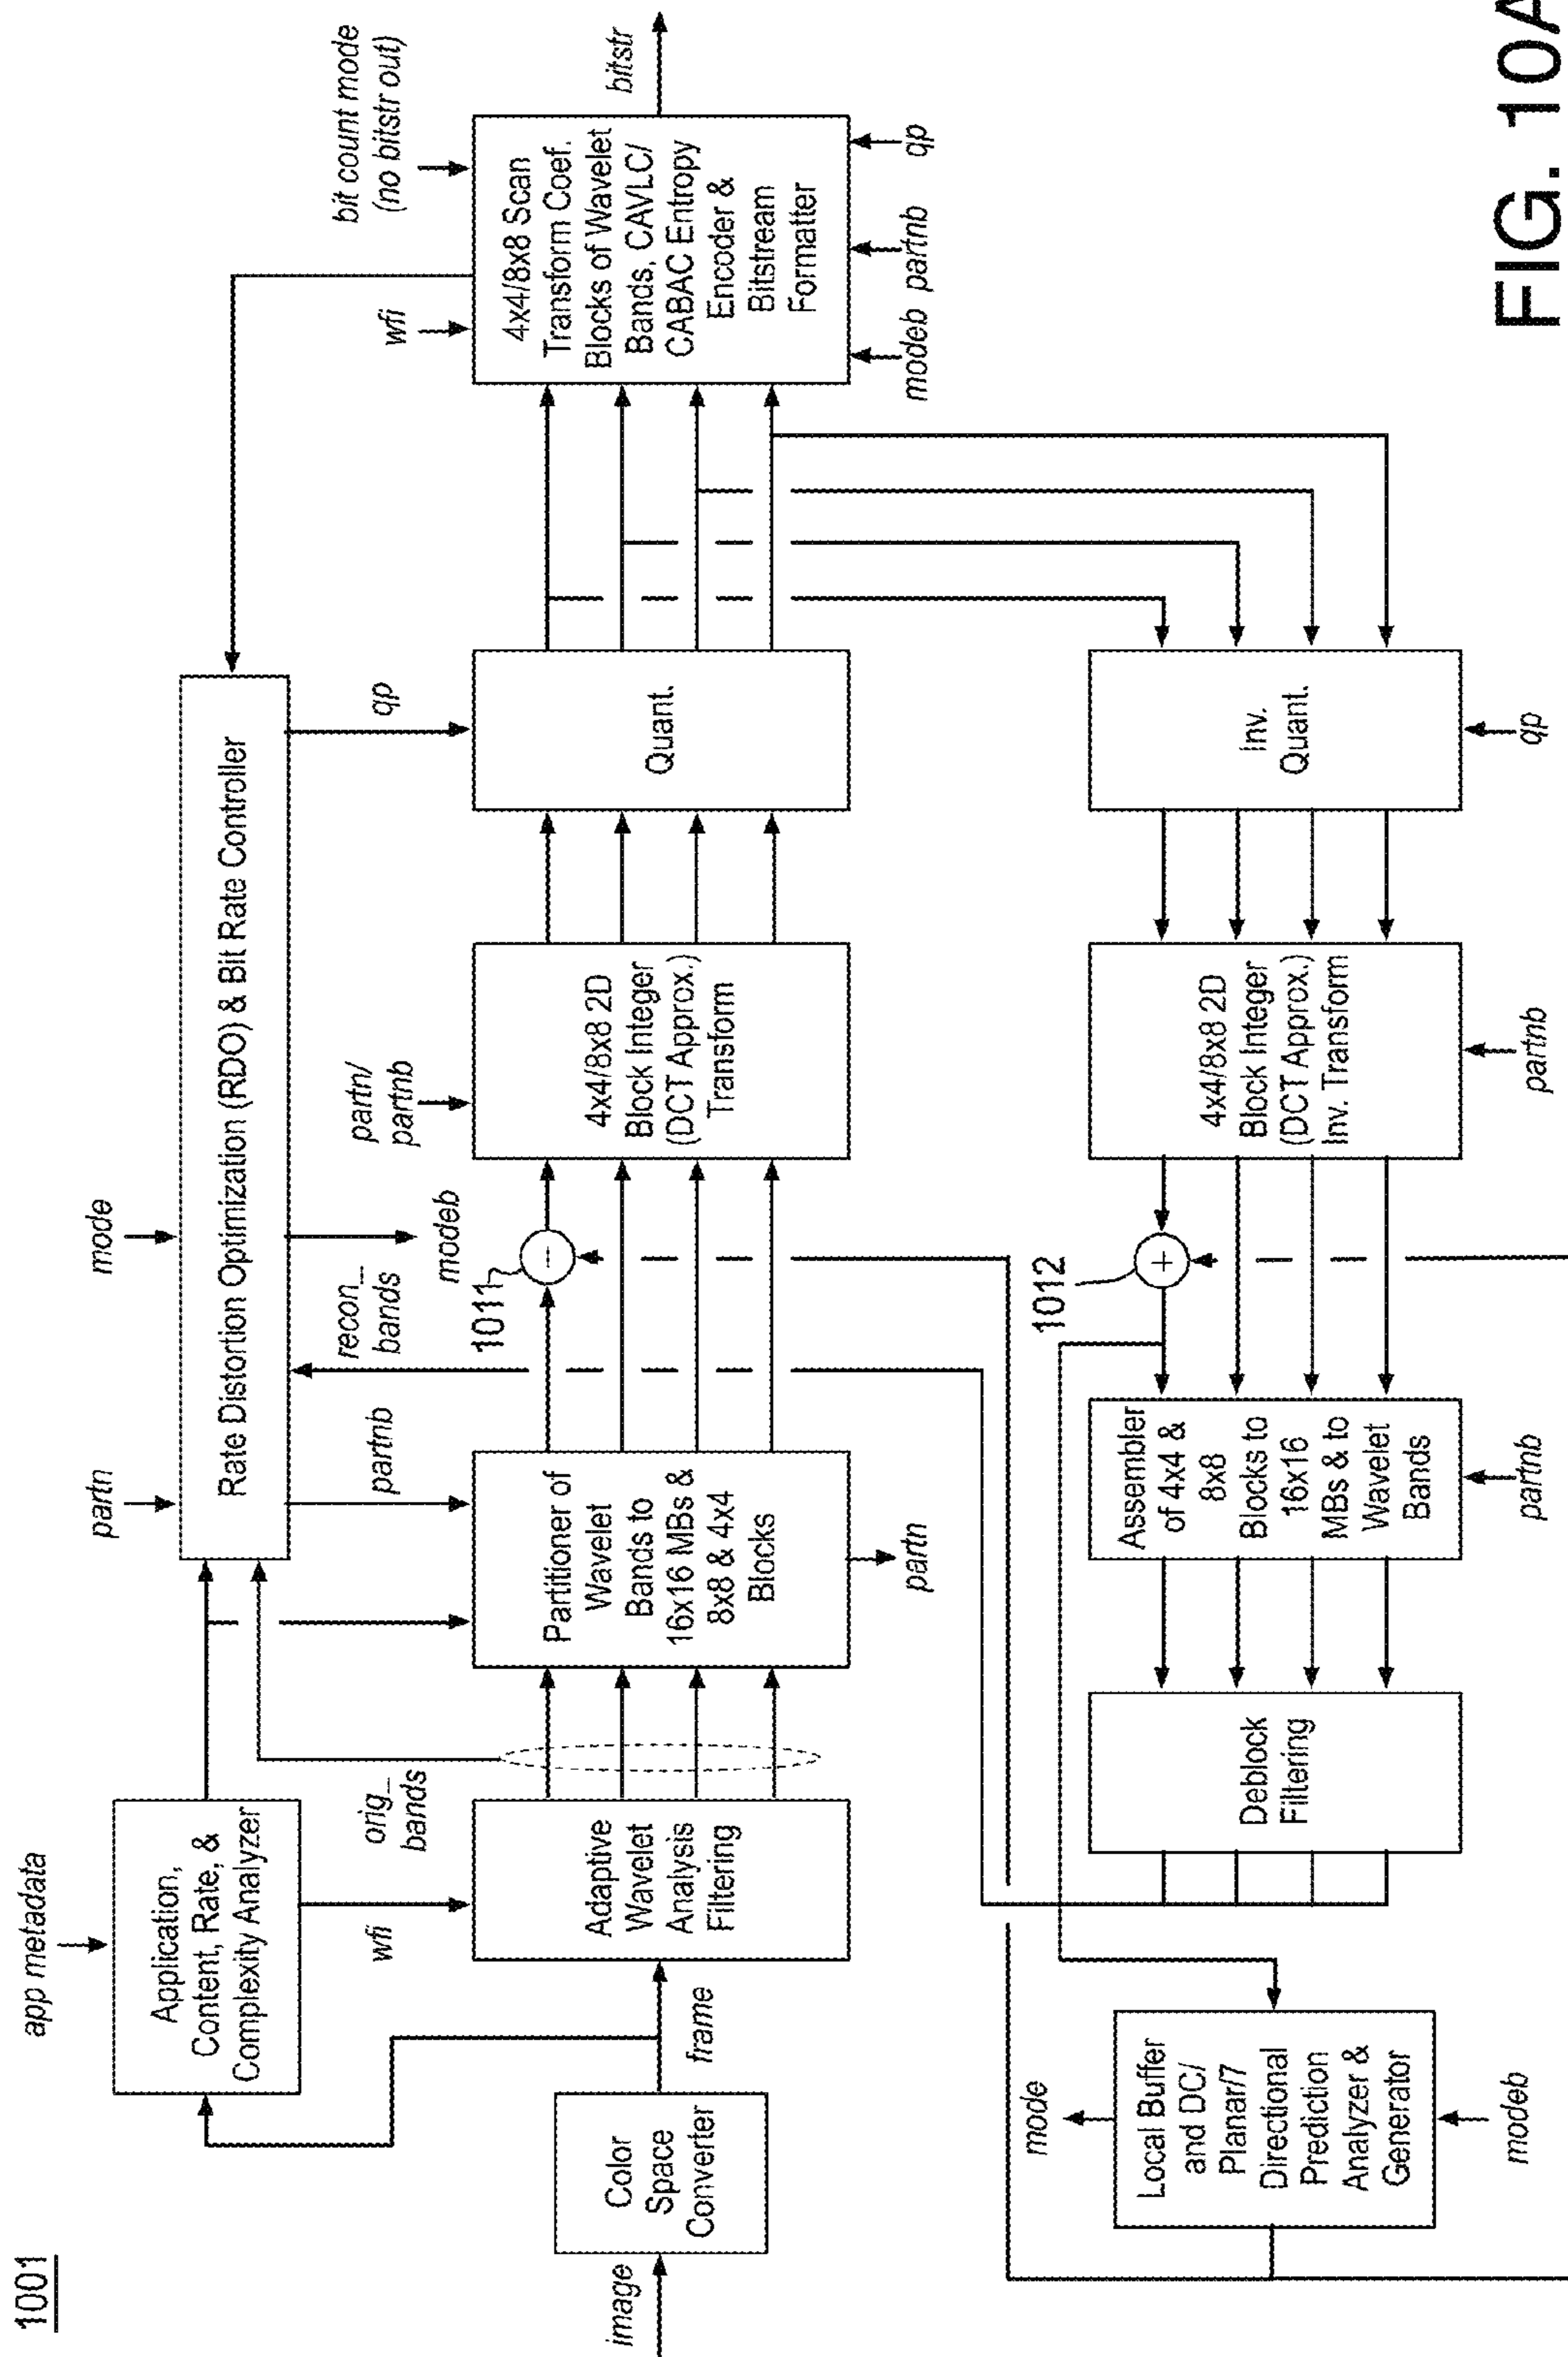 1001
app metadata
Application,
Content, Rate, &
Complexity Analyzer
partn
mode
Rate Distortion Optimization (RDO) & Bit Rate Controller
wfi
bit count mode
(no bitstr out)
wfi
orig_
bands
partnb
recon_
bands
modeb
partn/
partnb
qp
image
Color
Space
Converter
frame
Adaptive
Wavelet
Analysis
Filtering
Partitioner of
Wavelet
Bands to
16x16 MBs &
8x8 & 4x4
Blocks
partn
1011
-
4x4/8x8 2D
Block Integer
(DCT Approx.)
Transform
Quant.
4x4/8x8 Scan
Transform Coef.
Blocks of Wavelet
Bands, CAVLC/
CABAC Entropy
Encoder &
Bitstream
Formatter
bitstr
modeb
partnb
qp
mode
Local Buffer
and DC/
Planar/7
Directional
Prediction
Analyzer &
Generator
modeb
Deblock
Filtering
Assembler
of 4x4 &
8x8
Blocks to
16x16
MBs & to
Wavelet
Bands
partnb
1012
+
4x4/8x8 2D
Block Integer
(DCT Approx.)
Inv. Transform
partnb
Inv.
Quant.
qp
FIG. 10A